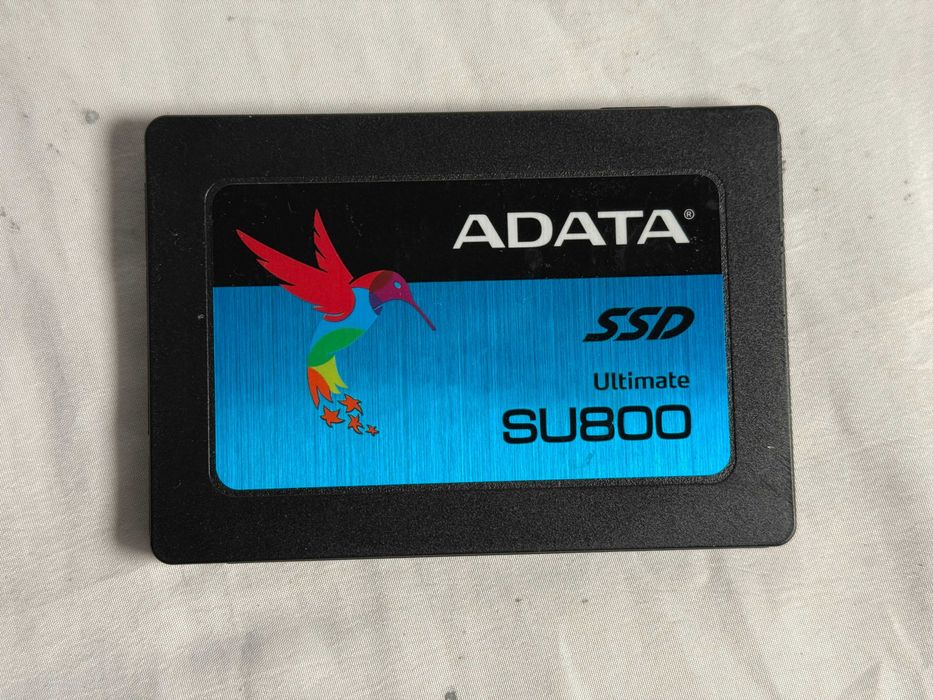 ADATA®
SSD
Ultimate
SU800